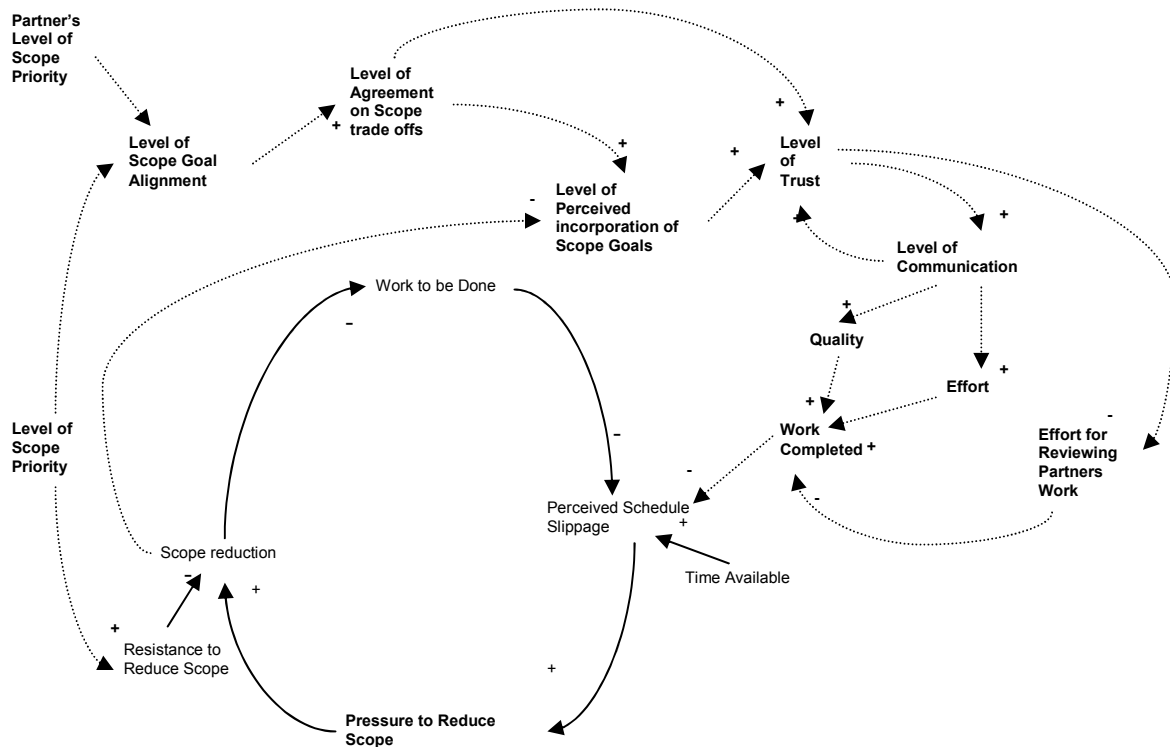 Partner's
Level of
Scope
Priority
Level of
Agreement
on Scope
trade offs
+
+
Level of
Scope Goal
Alignment
+
+
Level
of
Trust
+
+
+
Level of
Perceived
incorporation of
Scope Goals
-
Level of
Communication
Work to be Done
-
+
Quality
+
Effort
+
Level of
Scope
Priority
-
Work
Completed +
-
Effort for
Reviewing
Partners
Work
-
-
Perceived Schedule
Slippage
+
Time Available
Scope reduction
-
+
+
Resistance to
Reduce Scope
+
Pressure to Reduce
Scope